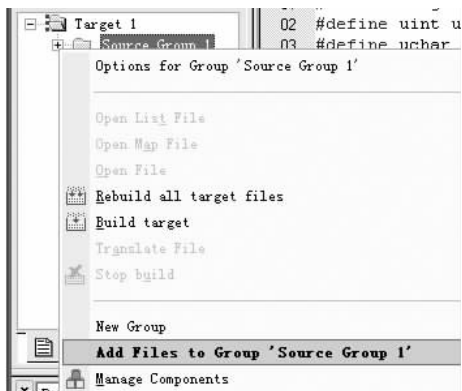 Target 1
Source Group 1
02 #define uint u
03 #define uchar
Options for Group 'Source Group 1'
Open List File
Open Map File
Open File
Rebuild all target files
Build target
Translate File
Stop build
New Group
Add Files to Group 'Source Group 1'
Manage Components